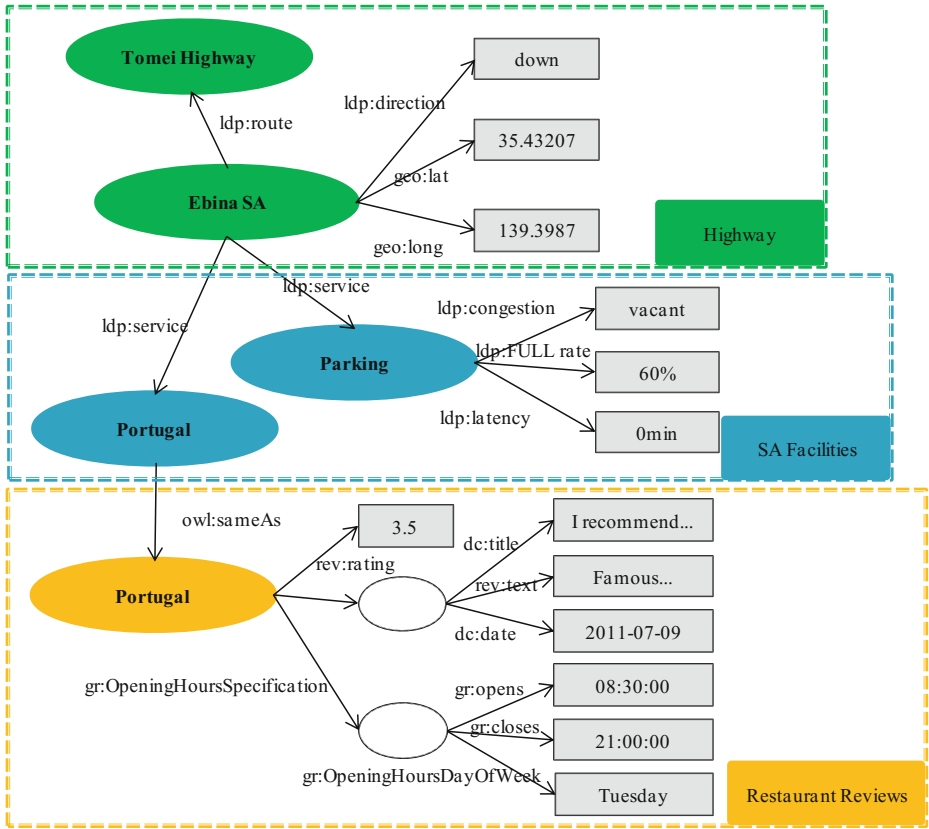 Tomei Highway
down
ldp:direction
ldp:route
35.43207
geo:lat
Ebina SA
139.3987
geo:long
Highway
ldp:service
ldp:service
ldp:congestion
vacant
Parking
ldp:FULL rate
60%
ldp:latency
0min
Portugal
SA Facilities
owl:sameAs
3.5
rev:rating
dc:title
I recommend...
rev:text
Famous...
Portugal
dc:date
2011-07-09
gr:OpeningHoursSpecification
gr:opens
08:30:00
gr:closes
21:00:00
gr:OpeningHoursDayOfWeek
Tuesday
Restaurant Reviews